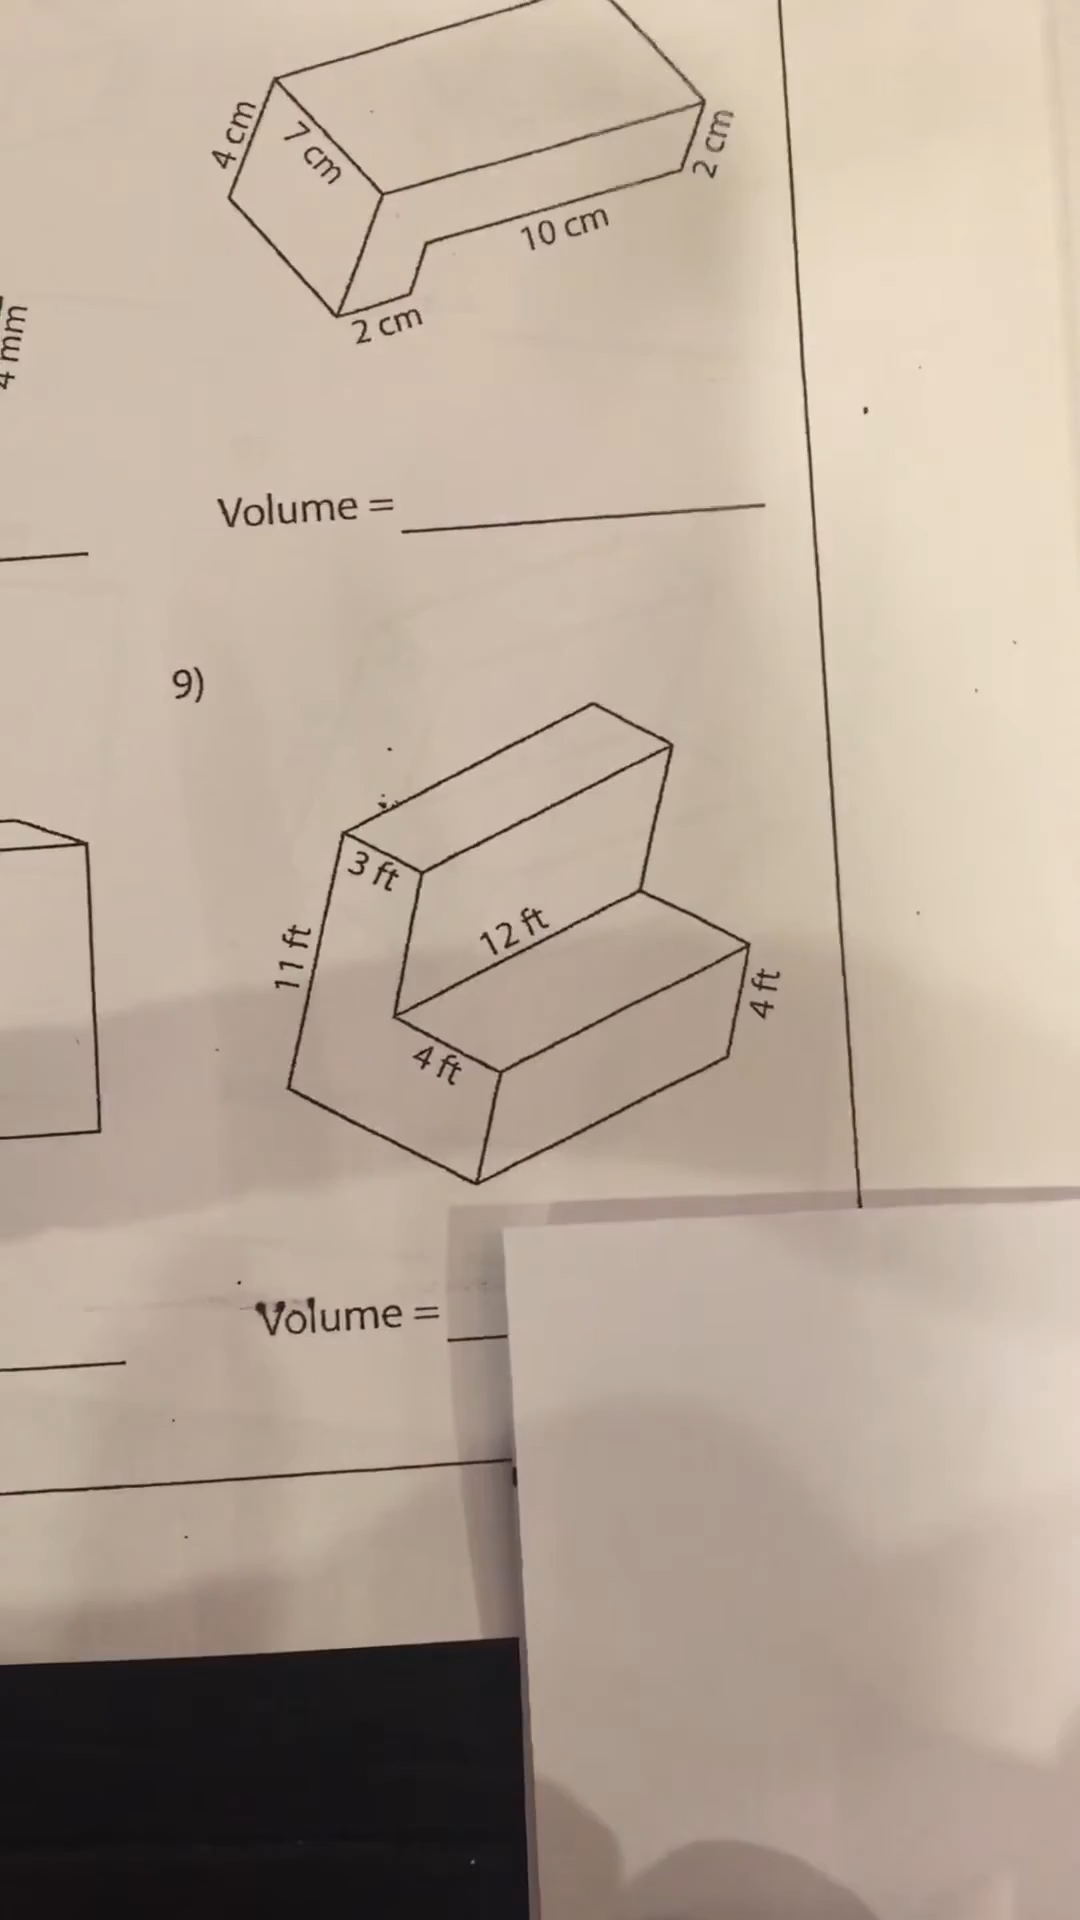 4 cm
7 cm
2 cm
10 cm
2 cm
4 mm
Volume =
9)
3 ft
11 ft
12 ft
4 ft
4 ft
Volume =